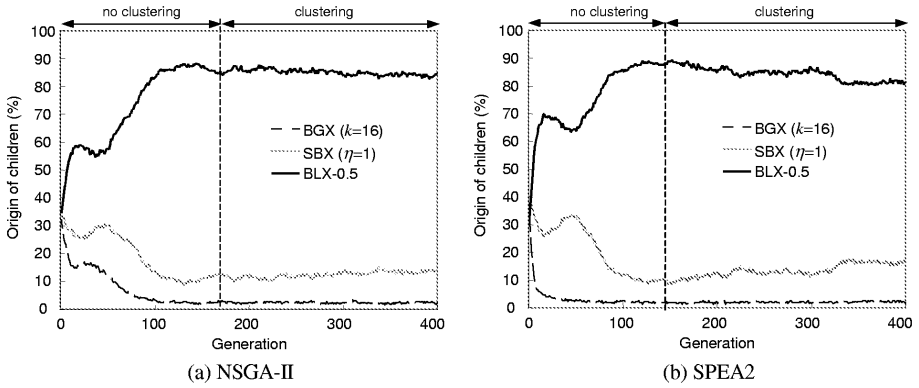 no clustering clustering
100
90
80
70
60
50
40
30
20
10
0
Origin of children (%)
BGX (k=16)
SBX (η=1)
BLX-0.5
0 100 200 300 400
Generation
(a) NSGA-II
no clustering clustering
100
90
80
70
60
50
40
30
20
10
0
Origin of children (%)
BGX (k=16)
SBX (η=1)
BLX-0.5
0 100 200 300 400
Generation
(b) SPEA2